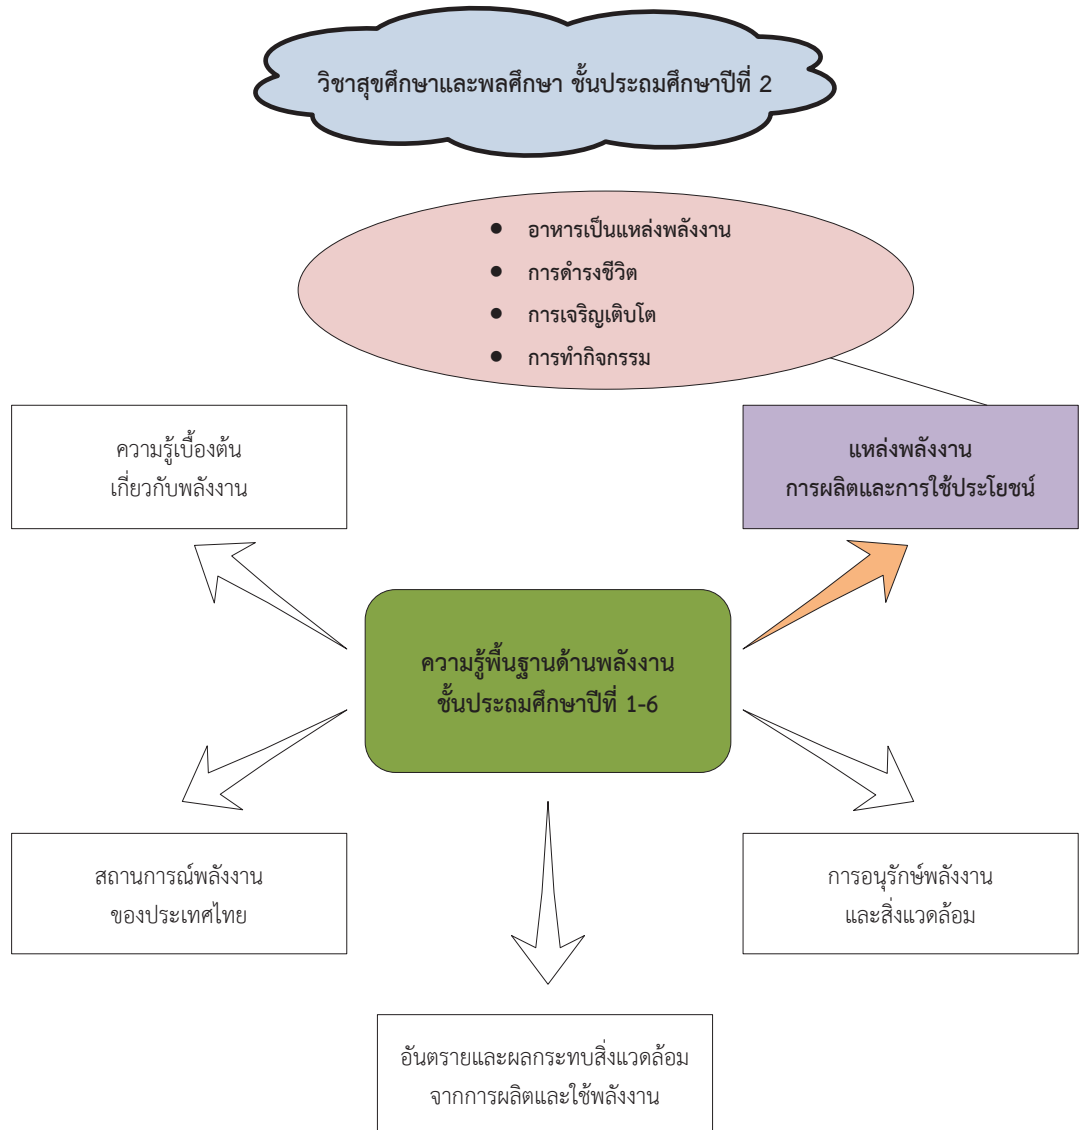 วิชาสุขศึกษาและพลศึกษา ชั้นประถมศึกษาปีที่ 2
● อาหารเป็นแหล่งพลังงาน
● การดำรงชีวิต
● การเจริญเติบโต
● การทำกิจกรรม
ความรู้เบื้องต้น
เกี่ยวกับพลังงาน
แหล่งพลังงาน
การผลิตและการใช้ประโยชน์
ความรู้พื้นฐานด้านพลังงาน
ชั้นประถมศึกษาปีที่ 1-6
สถานการณ์พลังงาน
ของประเทศไทย
การอนุรักษ์พลังงาน
และสิ่งแวดล้อม
อันตรายและผลกระทบสิ่งแวดล้อม
จากการผลิตและใช้พลังงาน